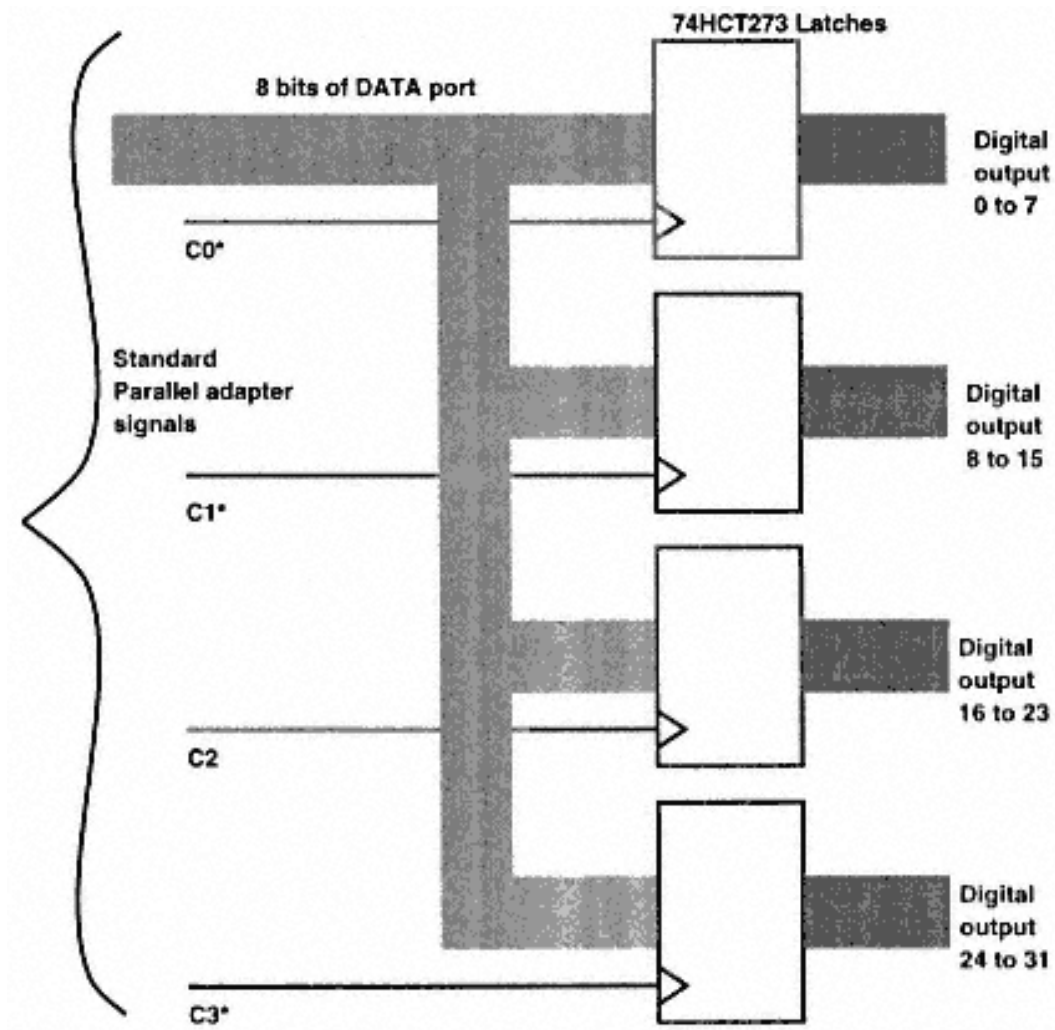 74HCT273 Latches
8 bits of DATA port
Digital
output
0 to 7
C0*
Standard
Parallel adapter
signals
Digital
output
8 to 15
C1*
Digital
output
16 to 23
C2
Digital
output
24 to 31
C3*